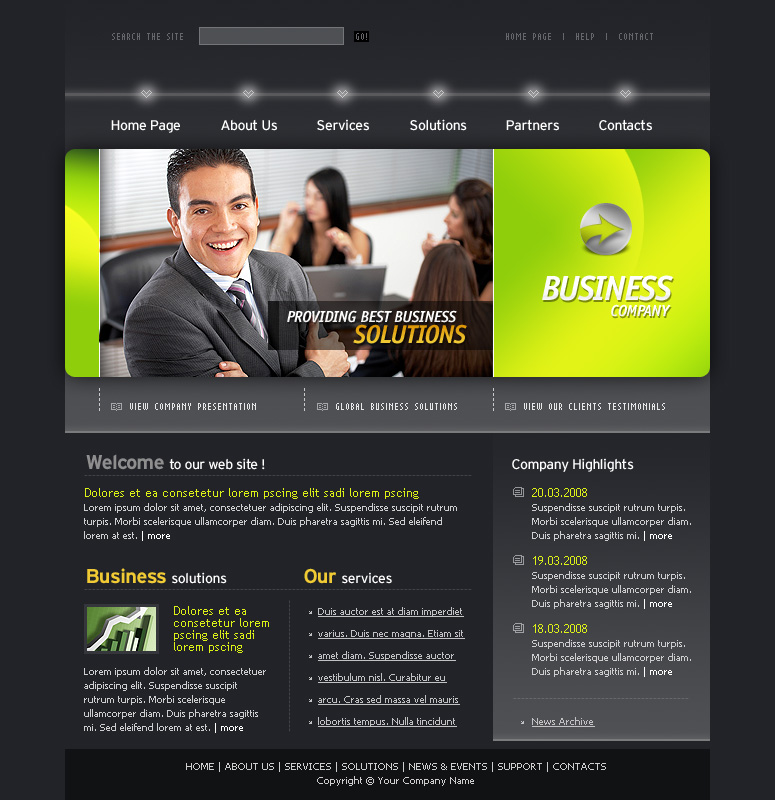 SEARCH THE SITE GO! HOME PAGE | HELP | CONTACT
Home Page About Us Services Solutions Partners Contacts
PROVIDING BEST BUSINESS
SOLUTIONS
BUSINESS
COMPANY
VIEW COMPANY PRESENTATION GLOBAL BUSINESS SOLUTIONS VIEW OUR CLIENTS TESTIMONIALS
Welcome to our web site !
Dolores et ea consetetur lorem pscing elit sadi lorem pscing
Lorem ipsum dolor sit amet, consectetuer adipiscing elit. Suspendisse suscipit rutrum
turpis. Morbi scelerisque ullamcorper diam. Duis pharetra sagittis mi. Sed eleifend
lorem at est. | more
Business solutions
Dolores et ea
consetetur lorem
pscing elit sadi
lorem pscing
Lorem ipsum dolor sit amet, consectetuer
adipiscing elit. Suspendisse suscipit
rutrum turpis. Morbi scelerisque
ullamcorper diam. Duis pharetra sagittis
mi. Sed eleifend lorem at est. | more
Our services
Duis auctor est at diam imperdiet
varius. Duis nec magna. Etiam sit
amet diam. Suspendisse auctor
vestibulum nisl. Curabitur eu
arcu. Cras sed massa vel mauris
lobortis tempus. Nulla tincidunt
Company Highlights
20.03.2008
Suspendisse suscipit rutrum turpis.
Morbi scelerisque ullamcorper diam.
Duis pharetra sagittis mi. | more
19.03.2008
Suspendisse suscipit rutrum turpis.
Morbi scelerisque ullamcorper diam.
Duis pharetra sagittis mi. | more
18.03.2008
Suspendisse suscipit rutrum turpis.
Morbi scelerisque ullamcorper diam.
Duis pharetra sagittis mi. | more
News Archive
HOME | ABOUT US | SERVICES | SOLUTIONS | NEWS & EVENTS | SUPPORT | CONTACTS
Copyright © Your Company Name